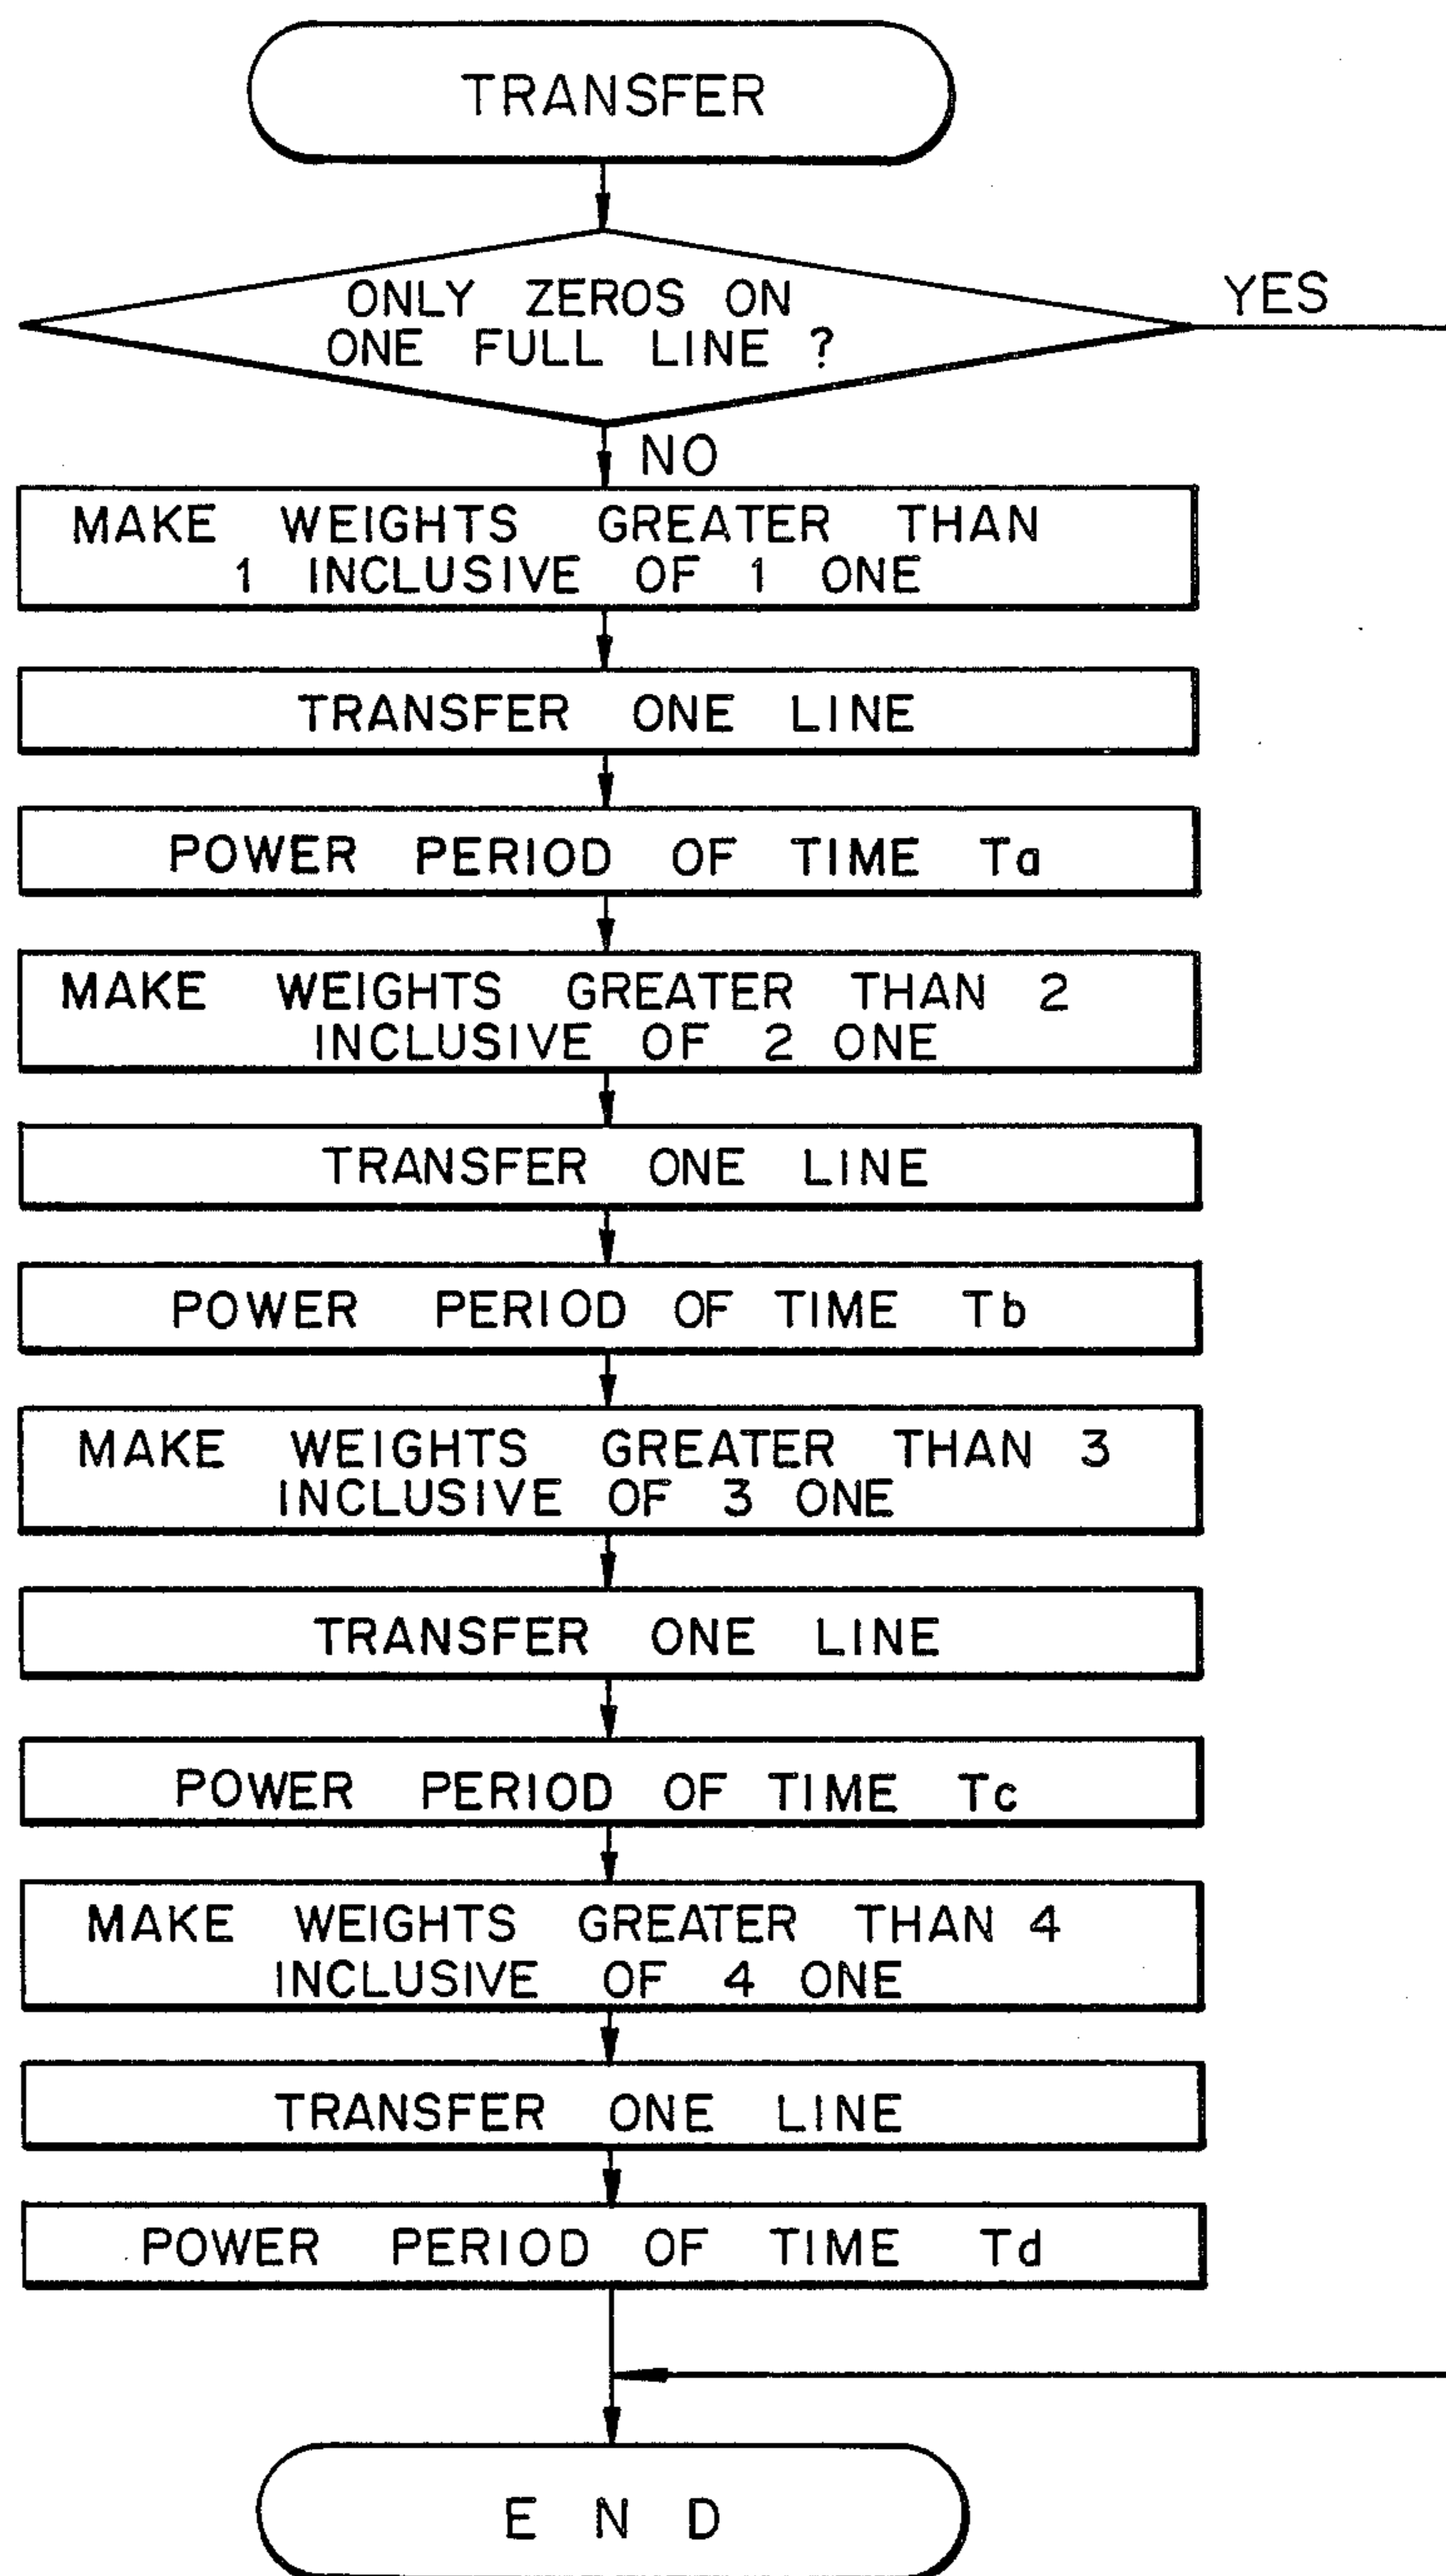 TRANSFER
ONLY ZEROS ON
ONE FULL LINE ?
YES
NO
MAKE WEIGHTS GREATER THAN
1 INCLUSIVE OF 1 ONE
TRANSFER ONE LINE
POWER PERIOD OF TIME Ta
MAKE WEIGHTS GREATER THAN 2
INCLUSIVE OF 2 ONE
TRANSFER ONE LINE
POWER PERIOD OF TIME Tb
MAKE WEIGHTS GREATER THAN 3
INCLUSIVE OF 3 ONE
TRANSFER ONE LINE
POWER PERIOD OF TIME Tc
MAKE WEIGHTS GREATER THAN 4
INCLUSIVE OF 4 ONE
TRANSFER ONE LINE
POWER PERIOD OF TIME Td
END